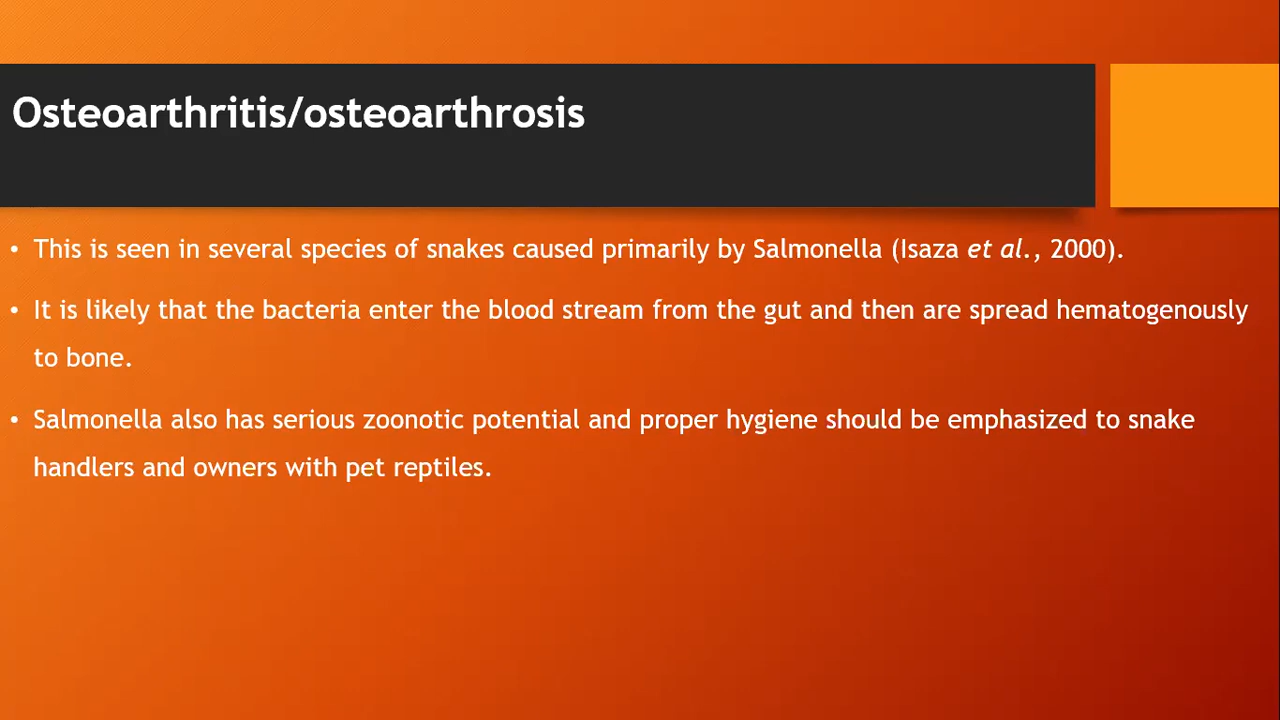 Osteoarthritis/osteoarthrosis
• This is seen in several species of snakes caused primarily by Salmonella (Isaza et al., 2000).
• It is likely that the bacteria enter the blood stream from the gut and then are spread hematogenously
to bone.
• Salmonella also has serious zoonotic potential and proper hygiene should be emphasized to snake
handlers and owners with pet reptiles.